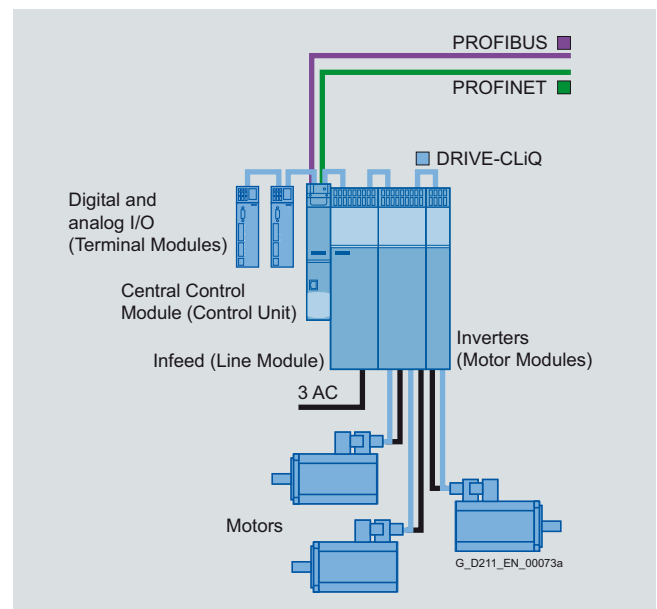 PROFIBUS
PROFINET
DRIVE-CLiQ
Digital and
analog I/O
(Terminal Modules)
Central Control
Module (Control Unit)
Infeed (Line Module)
Inverters
(Motor Modules)
3 AC
Motors
G_D211_EN_00073a